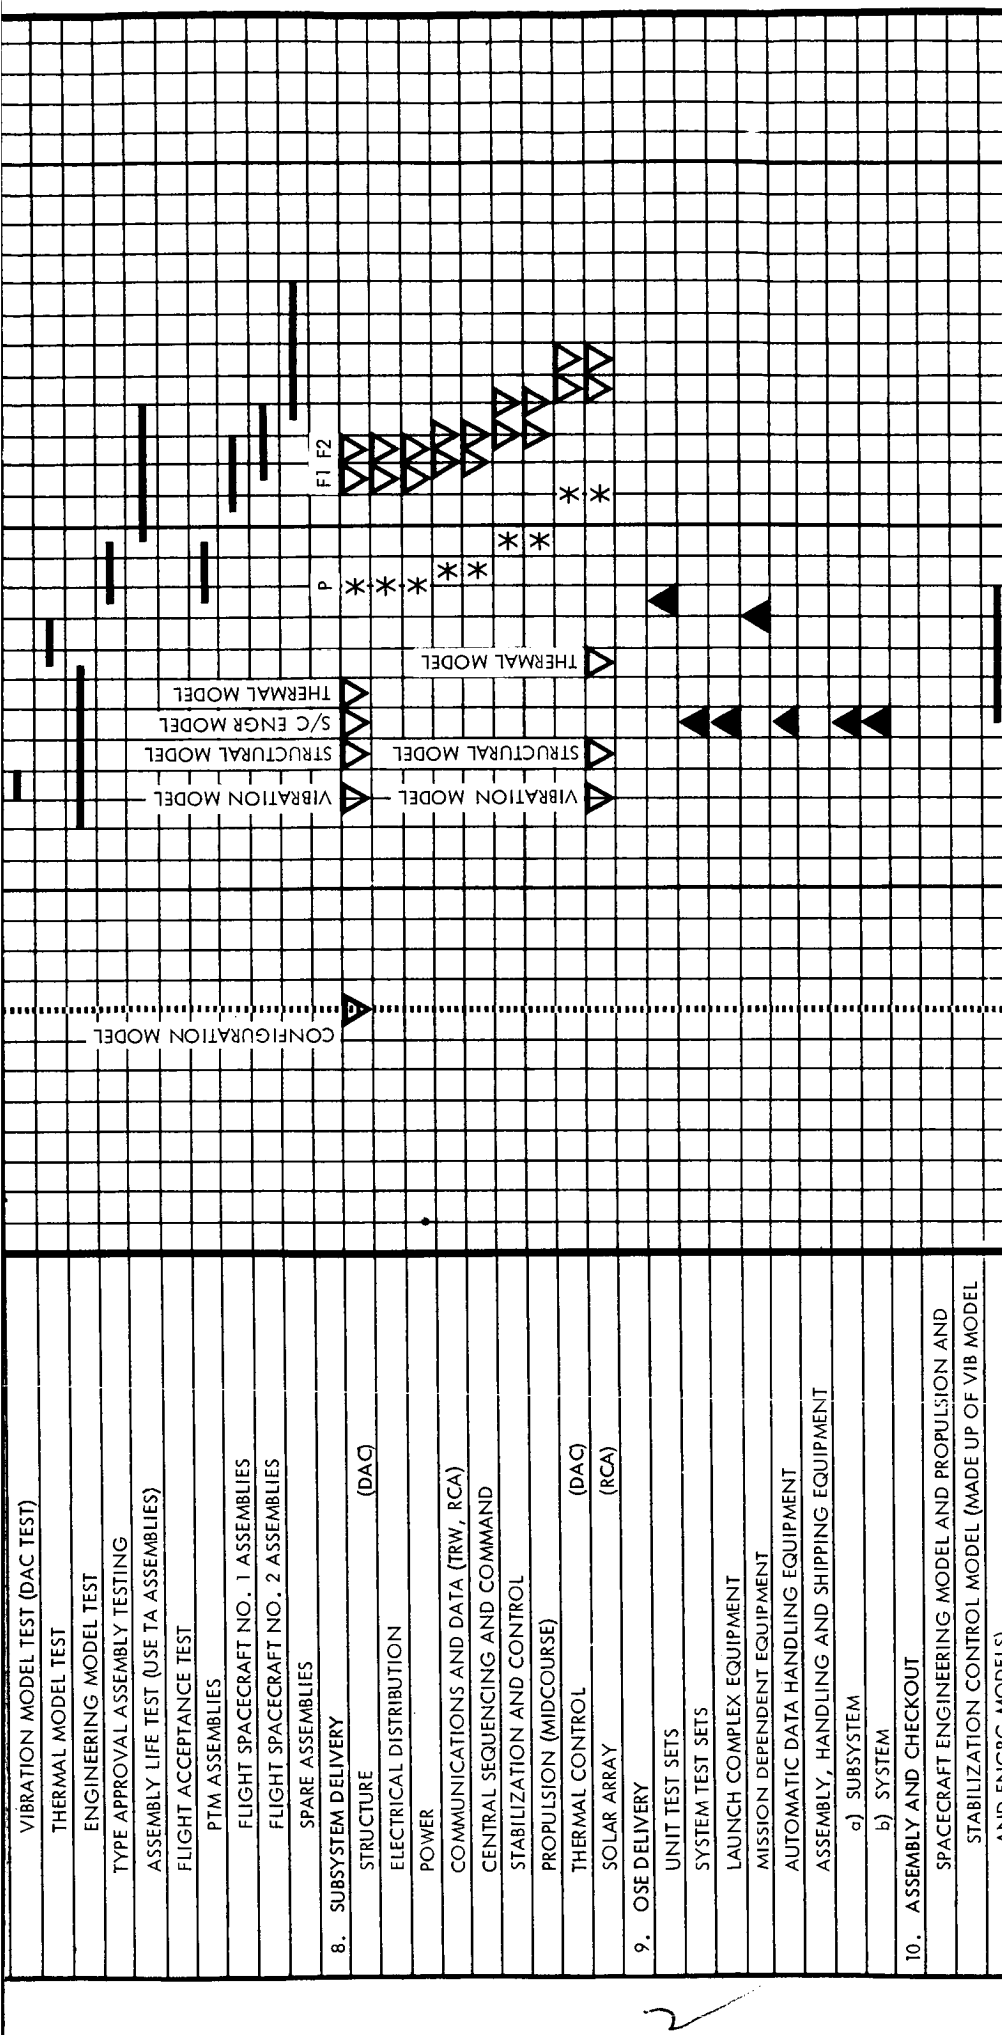 VIBRATION MODEL TEST (DAC TEST)
THERMAL MODEL TEST
ENGINEERING MODEL TEST
TYPE APPROVAL ASSEMBLY TESTING
ASSEMBLY LIFE TEST (USE TA ASSEMBLIES)
FLIGHT ACCEPTANCE TEST
PTM ASSEMBLIES
FLIGHT SPACECRAFT NO. 1 ASSEMBLIES
FLIGHT SPACECRAFT NO. 2 ASSEMBLIES
SPARE ASSEMBLIES
8. SUBSYSTEM DELIVERY
P F1 F2
STRUCTURE (DAC)
CONFIGURATION MODEL
VIBRATION MODEL
STRUCTURAL MODEL
S/C ENGR MODEL
THERMAL MODEL
ELECTRICAL DISTRIBUTION
POWER
COMMUNICATIONS AND DATA (TRW, RCA)
CENTRAL SEQUENCING AND COMMAND
STABILIZATION AND CONTROL
PROPULSION (MIDCOURSE)
THERMAL CONTROL (DAC)
SOLAR ARRAY (RCA)
VIBRATION MODEL
STRUCTURAL MODEL
THERMAL MODEL
9. OSE DELIVERY
UNIT TEST SETS
SYSTEM TEST SETS
LAUNCH COMPLEX EQUIPMENT
MISSION DEPENDENT EQUIPMENT
AUTOMATIC DATA HANDLING EQUIPMENT
ASSEMBLY, HANDLING AND SHIPPING EQUIPMENT
a) SUBSYSTEM
b) SYSTEM
10. ASSEMBLY AND CHECKOUT
SPACECRAFT ENGINEERING MODEL AND PROPULSION AND
STABILIZATION CONTROL MODEL (MADE UP OF VIB MODEL
AND ENGRG MODELS)
2